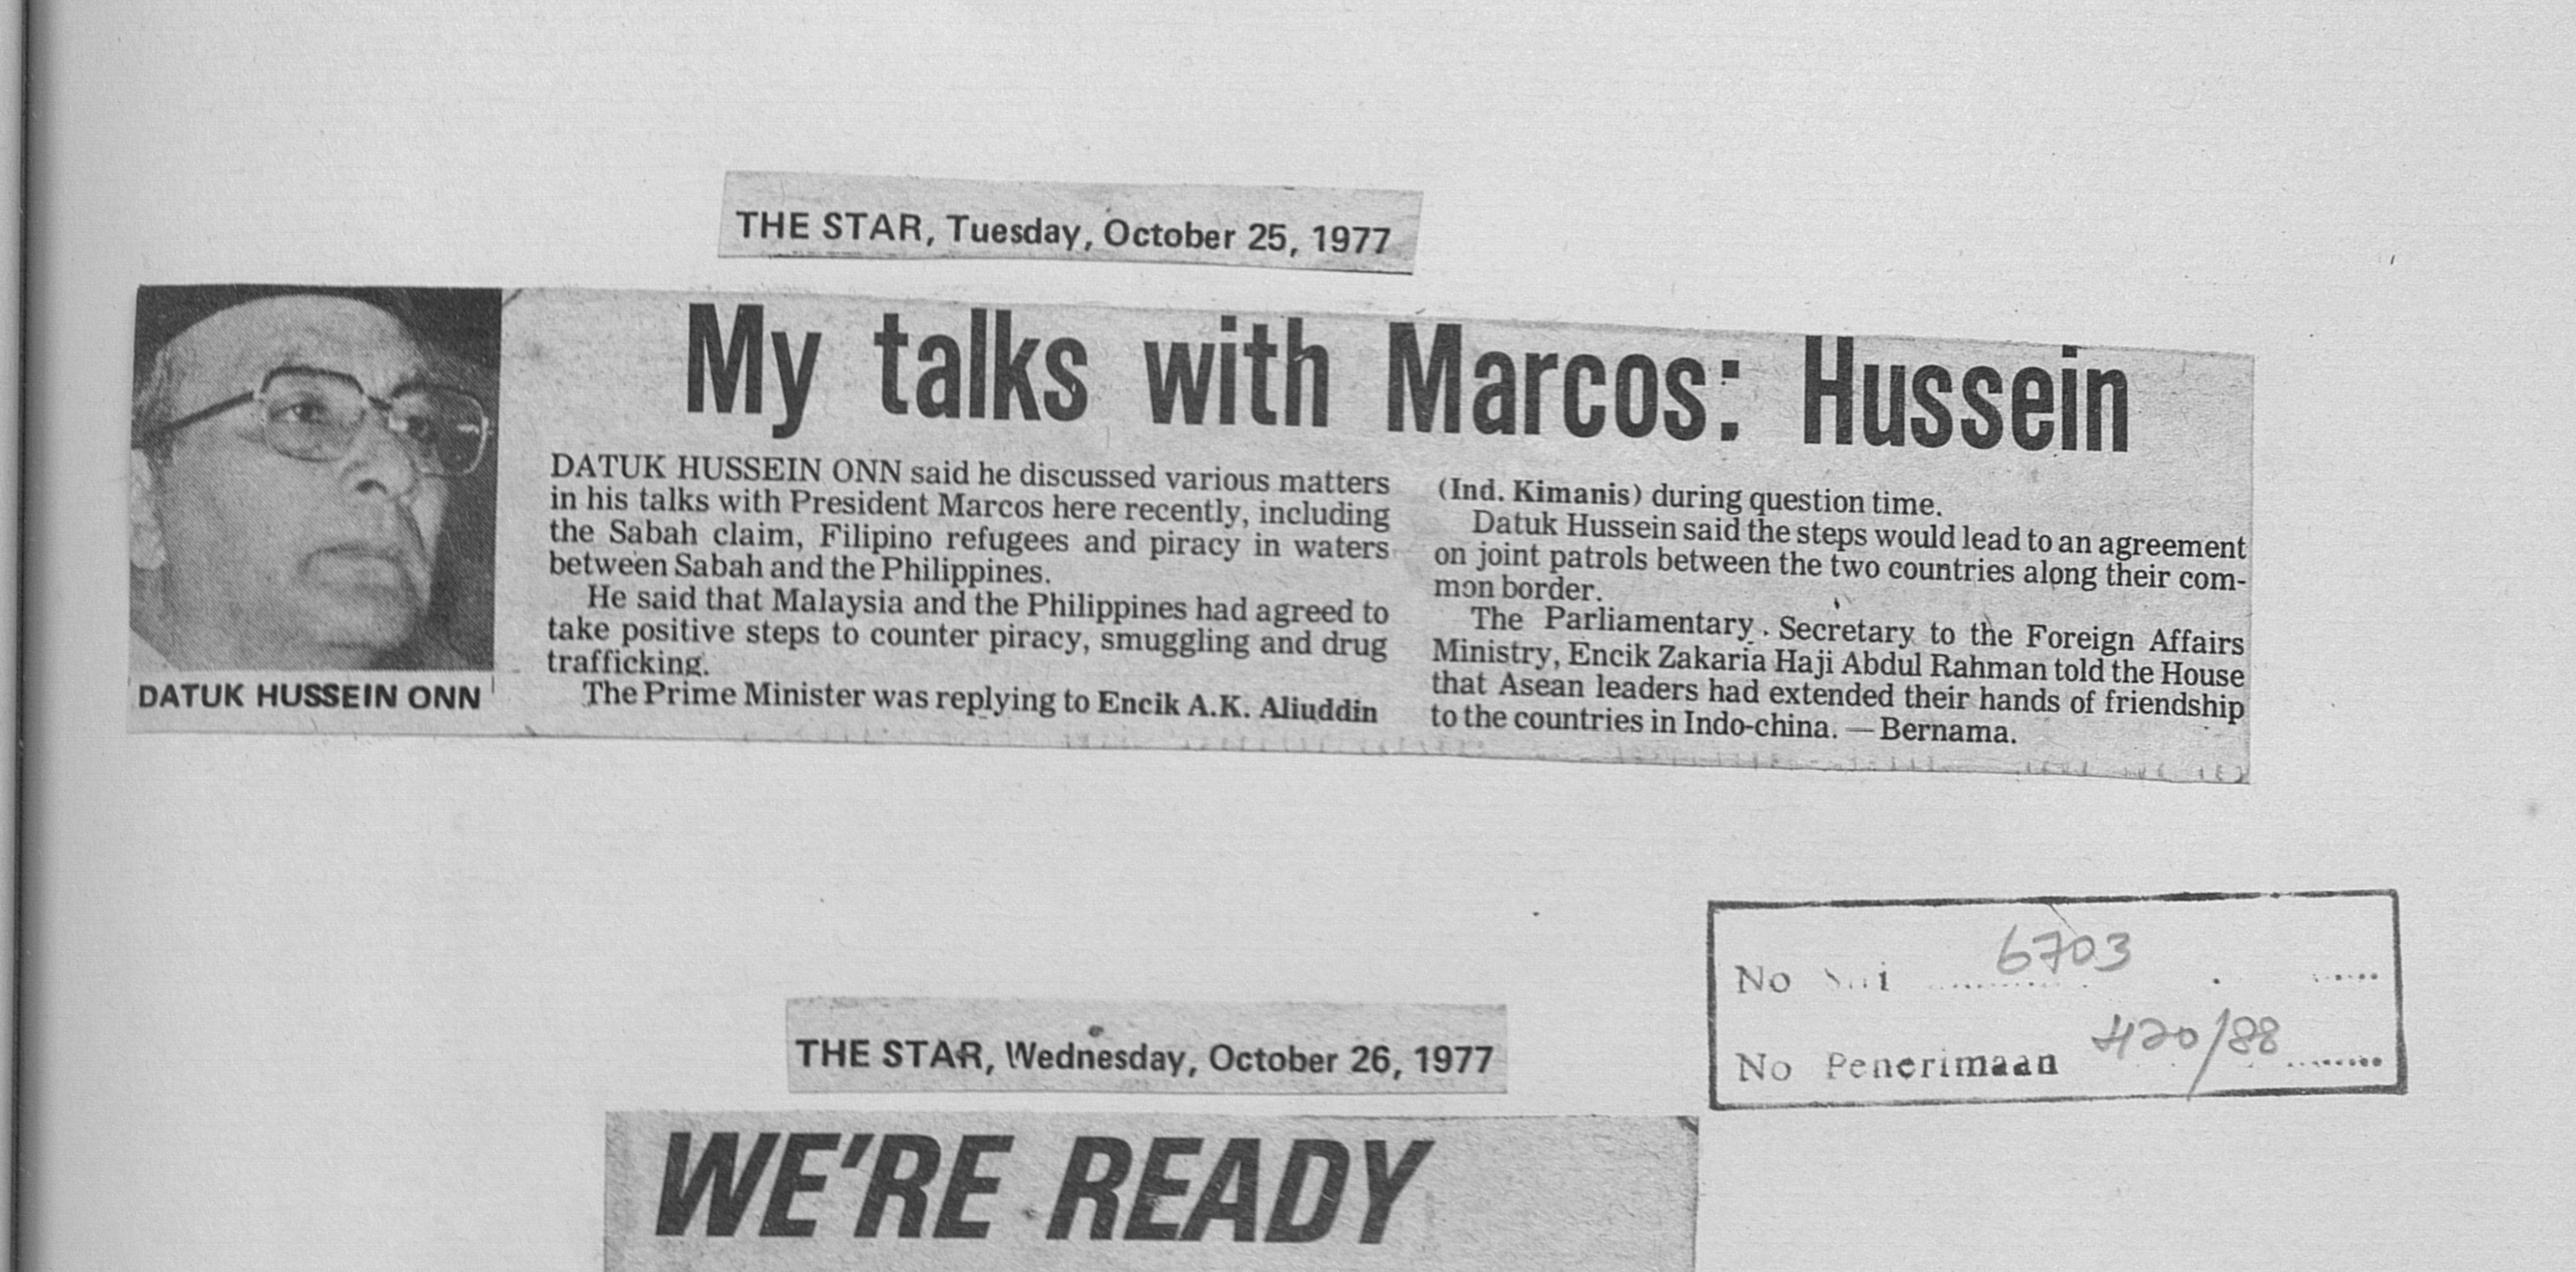 THE STAR, Tuesday, October 25, 1977
My talks with Marcos: Hussein
DATUK HUSSEIN ONN
DATUK HUSSEIN ONN said he discussed various matters
in his talks with President Marcos here recently, including
the Sabah claim, Filipino refugees and piracy in waters
between Sabah and the Philippines.
He said that Malaysia and the Philippines had agreed to
take positive steps to counter piracy, smuggling and drug
trafficking.
The Prime Minister was replying to Encik A.K. Aliuddin
(Ind. Kimanis) during question time.
Datuk Hussein said the steps would lead to an agreement
on joint patrols between the two countries along their com-
mon border.
The Parliamentary Secretary to the Foreign Affairs
Ministry, Encik Zakaria Haji Abdul Rahman told the House
that Asean leaders had extended their hands of friendship
to the countries in Indo-china. — Bernama.
No 6703
No Penerimaan 420/88
THE STAR, Wednesday, October 26, 1977
WE'RE READY